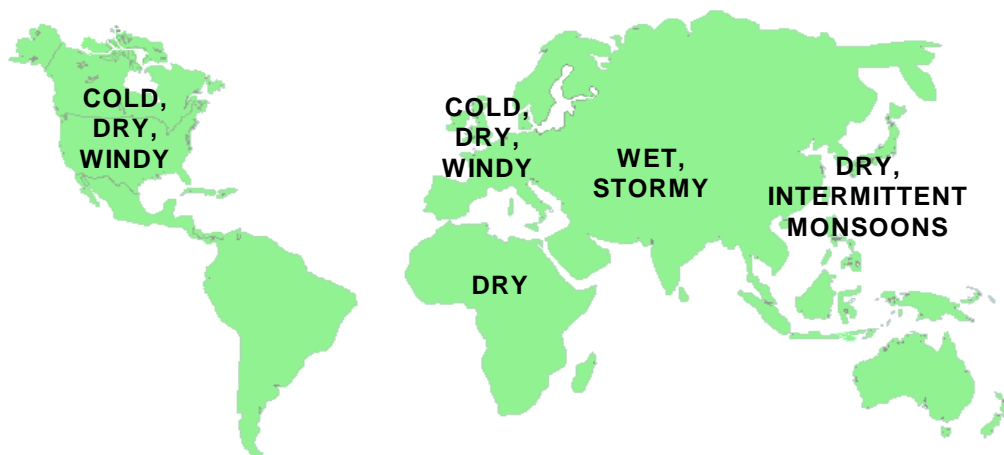 COLD,
DRY,
WINDY
COLD,
DRY,
WINDY
WET,
STORMY
DRY,
INTERMITTENT
MONSOONS
DRY